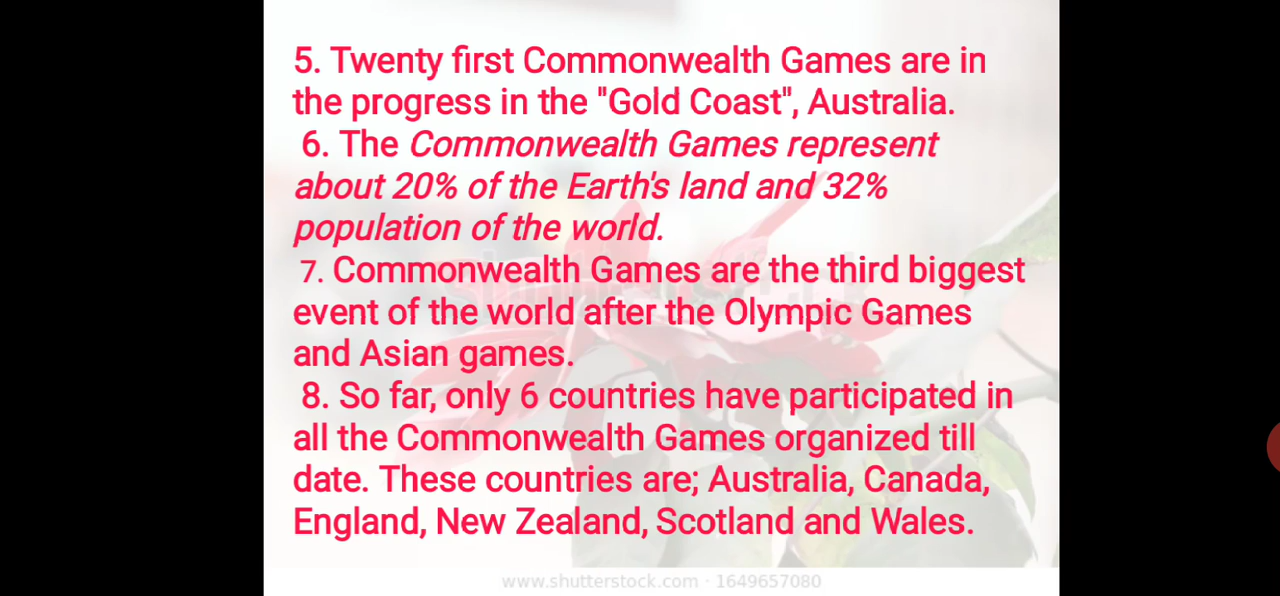 5. Twenty first Commonwealth Games are in
the progress in the "Gold Coast", Australia.
6. The Commonwealth Games represent
about 20% of the Earth's land and 32%
population of the world.
7. Commonwealth Games are the third biggest
event of the world after the Olympic Games
and Asian games.
8. So far, only 6 countries have participated in
all the Commonwealth Games organized till
date. These countries are; Australia, Canada,
England, New Zealand, Scotland and Wales.
shutterstock
www.shutterstock.com · 1649657080